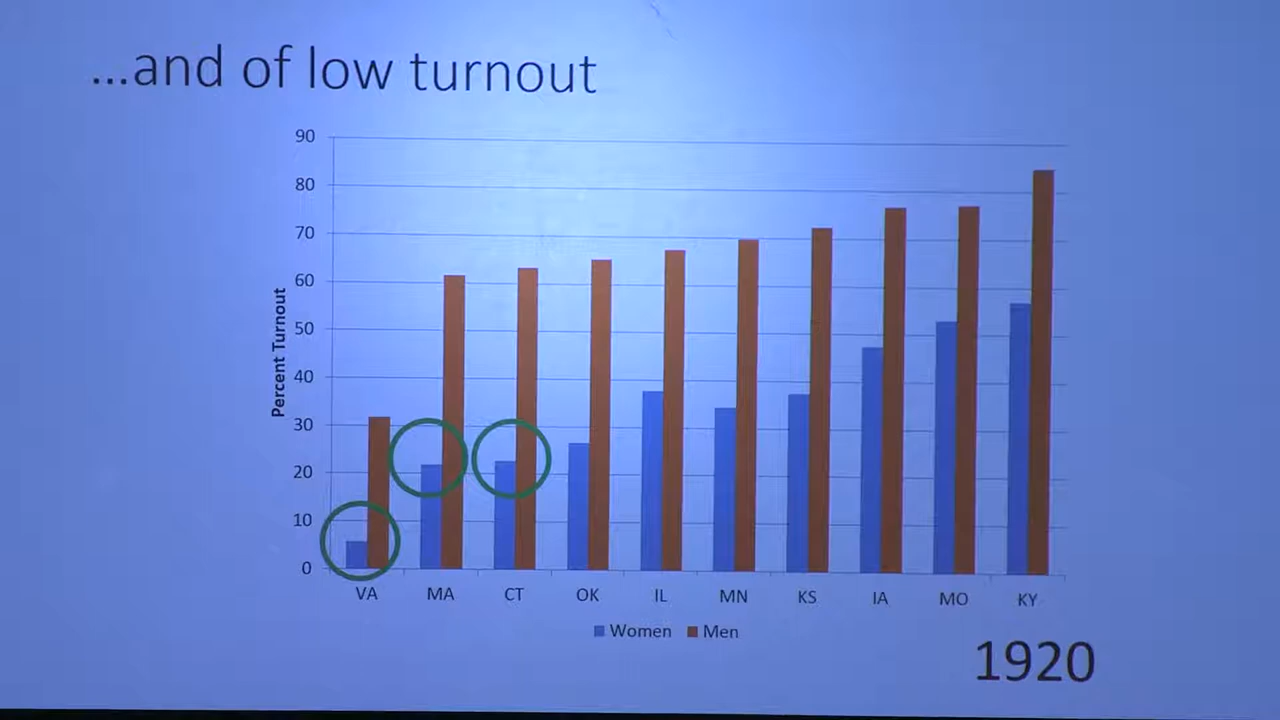 ...and of low turnout
90
80
70
60
50
40
30
20
10
0
Percent Turnout
VA MA CT OK IL MN KS IA MO KY
Women Men
1920